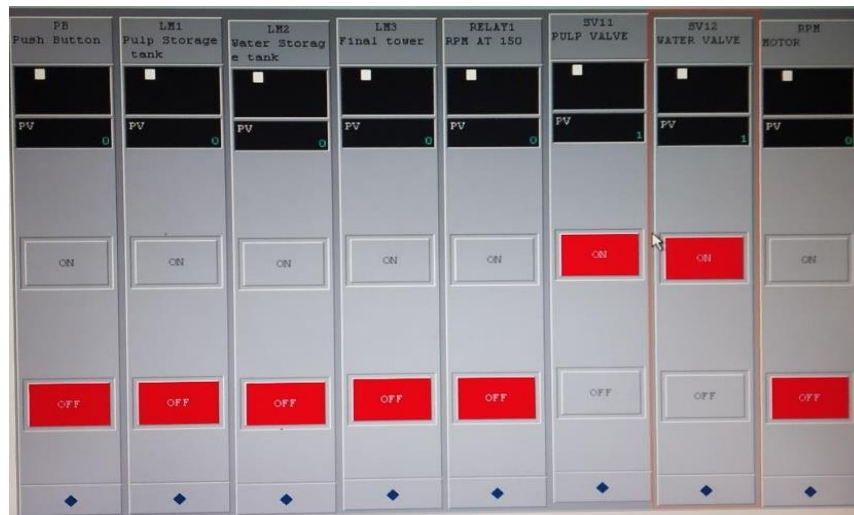 PB
Push Button
LM1
Pulp Storage
tank
LM2
Water Storag
e tank
LM3
Final tower
RELAY1
RPM AT 150
SV11
PULP VALVE
SV12
WATER VALVE
RPM
MOTOR
PV
0
PV
0
PV
0
PV
0
PV
0
PV
1
PV
1
PV
0
ON
ON
ON
ON
ON
ON
ON
ON
OFF
OFF
OFF
OFF
OFF
OFF
OFF
OFF